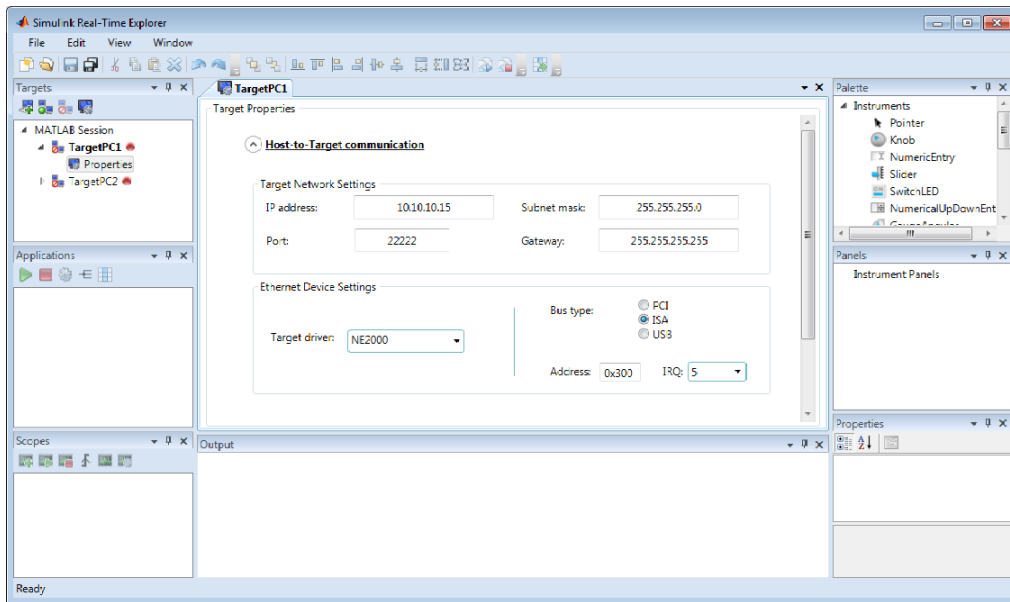 Simulink Real-Time Explorer
File Edit View Window
Targets
MATLAB Session
TargetPC1
Properties
TargetPC2
Applications
Scopes
TargetPC1
Target Properties
Host-to-Target communication
Target Network Settings
IP address: 10.10.10.15 Subnet mask: 255.255.255.0
Port: 22222 Gateway: 255.255.255.255
Ethernet Device Settings
Target driver: NE2000
Bus type: PCI
ISA
USB
Address: 0x300 IRQ: 5
Output
Palette
Instruments
Pointer
Knob
NumericEntry
Slider
SwitchLED
NumericalUpDownEnt
Panels
Instrument Panels
Properties
Ready